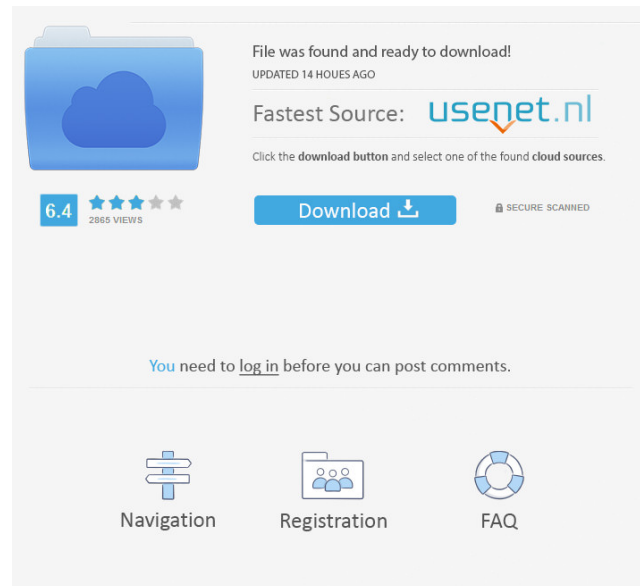 File was found and ready to download!
UPDATED 14 HOUES AGO
Fastest Source: usenet.nl
Click the download button and select one of the found cloud sources.
6.4
2865 VIEWS
Download
SECURE SCANNED
You need to log in before you can post comments.
Navigation
Registration
FAQ